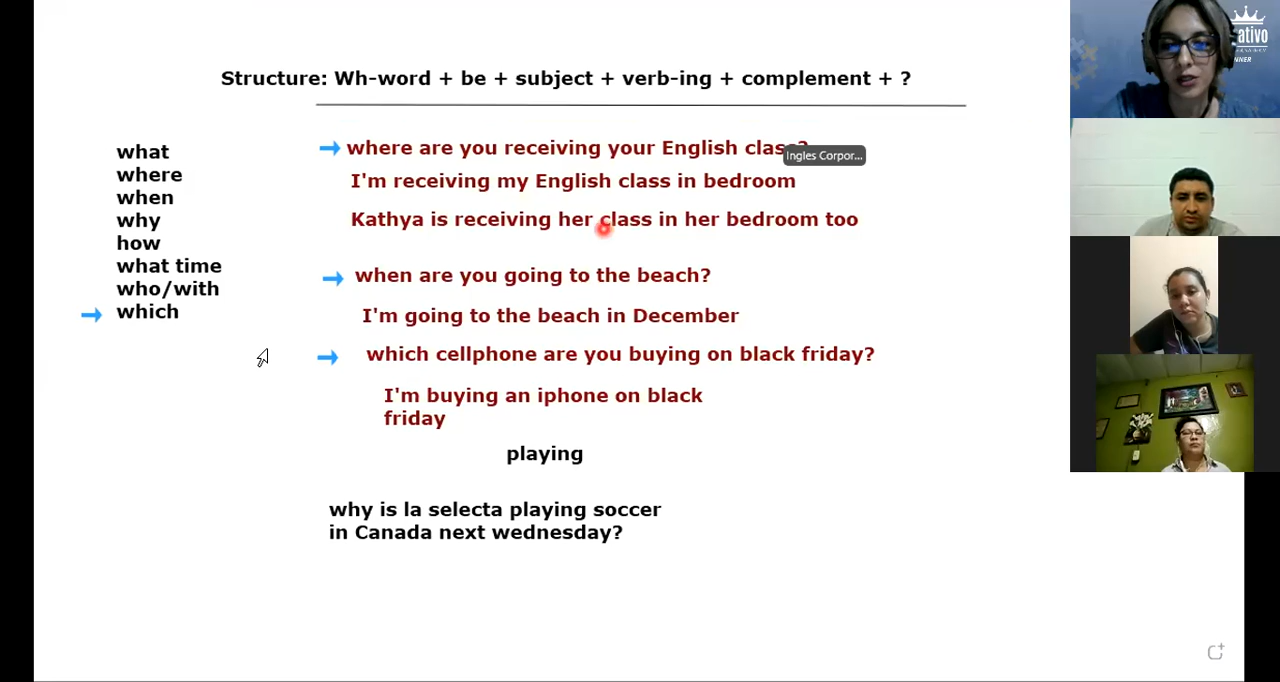 ativo
NNER
Structure: Wh-word + be + subject + verb-ing + complement + ?
what
where
when
why
how
what time
who/with
which
where are you receiving your English class?
ingles Corpor...
I'm receiving my English class in bedroom
Kathya is receiving her class in her bedroom too
when are you going to the beach?
I'm going to the beach in December
which cellphone are you buying on black friday?
I'm buying an iphone on black
friday
playing
why is la selecta playing soccer
in Canada next wednesday?